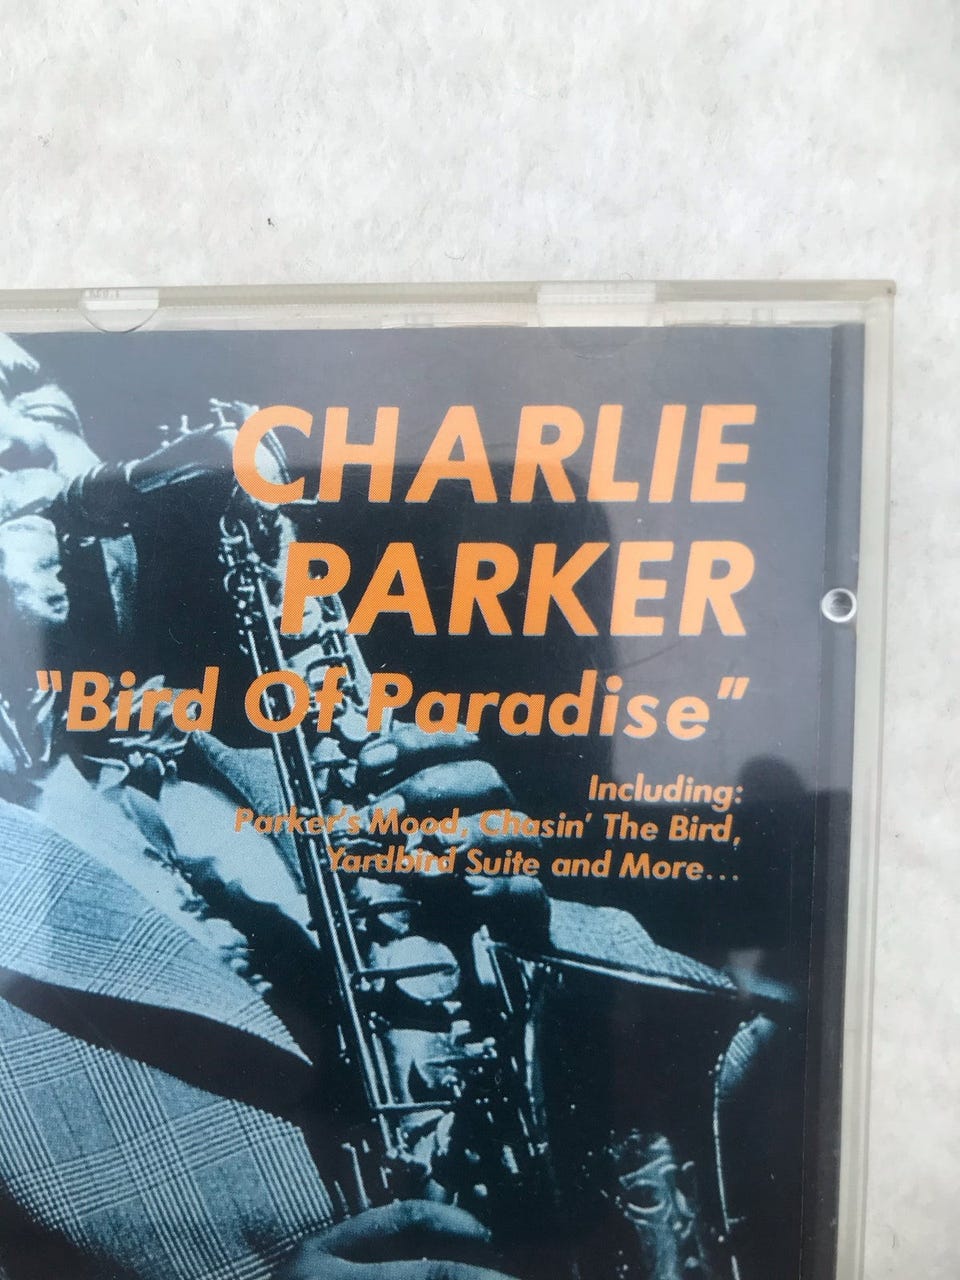 CHARLIE
PARKER
"Bird Of Paradise"
Including:
Parker's Mood, Chasin' The Bird,
Yardbird Suite and More...